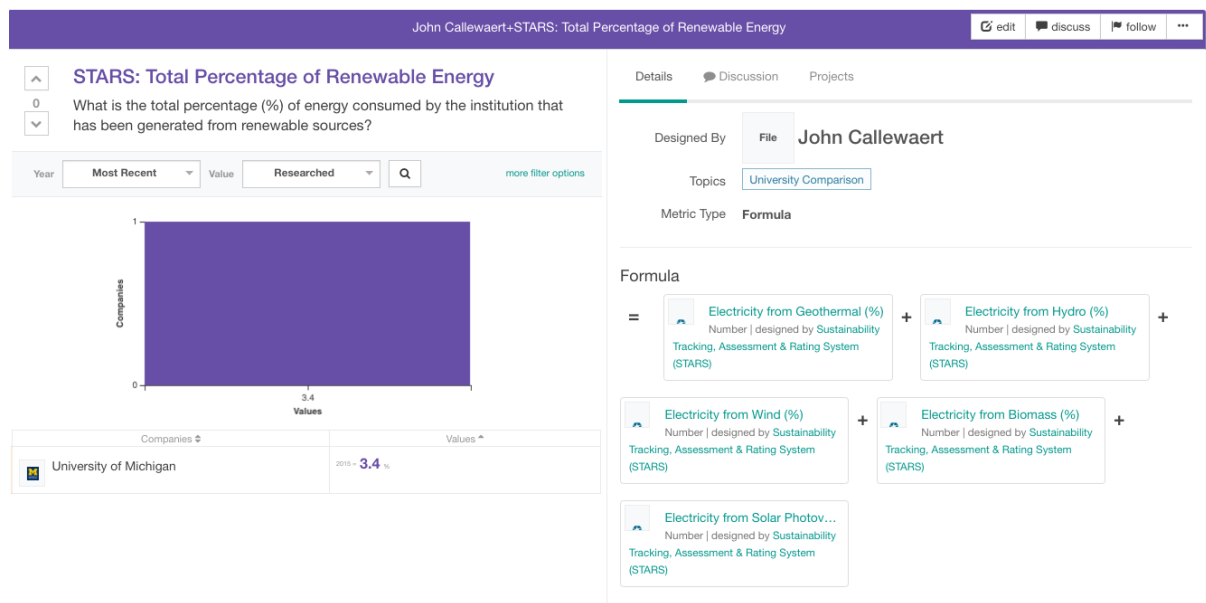 John Callewaert+STARS: Total Percentage of Renewable Energy
edit
discuss
follow
STARS: Total Percentage of Renewable Energy
0
What is the total percentage (%) of energy consumed by the institution that
has been generated from renewable sources?
Year
Most Recent
Value
Researched
more filter options
1
Companies
0
3.4
Values
Companies
Values
University of Michigan
2015 = 3.4 %
Details
Discussion
Projects
Designed By
File
John Callewaert
Topics
University Comparison
Metric Type
Formula
Formula
=
Electricity from Geothermal (%)
Number | designed by Sustainability
Tracking, Assessment & Rating System
(STARS)
+
Electricity from Hydro (%)
Number | designed by Sustainability
Tracking, Assessment & Rating System
(STARS)
+
Electricity from Wind (%)
Number | designed by Sustainability
Tracking, Assessment & Rating System
(STARS)
+
Electricity from Biomass (%)
Number | designed by Sustainability
Tracking, Assessment & Rating System
(STARS)
+
Electricity from Solar Photov...
Number | designed by Sustainability
Tracking, Assessment & Rating System
(STARS)